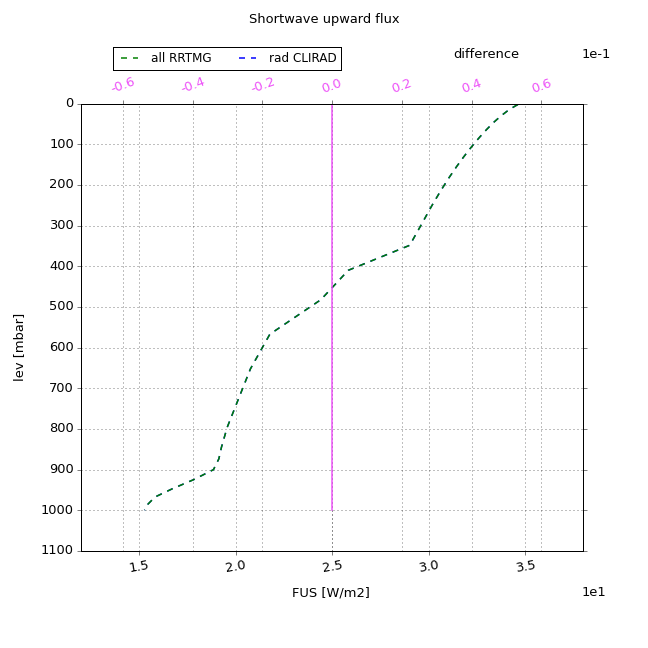 Shortwave upward flux
all RRTMG rad CLIRAD
difference 1e-1
-0.6 -0.4 -0.2 0.0 0.2 0.4 0.6
0
100
200
300
400
500
600
700
800
900
1000
1100
lev [mbar]
1.5 2.0 2.5 3.0 3.5
FUS [W/m2] 1e1